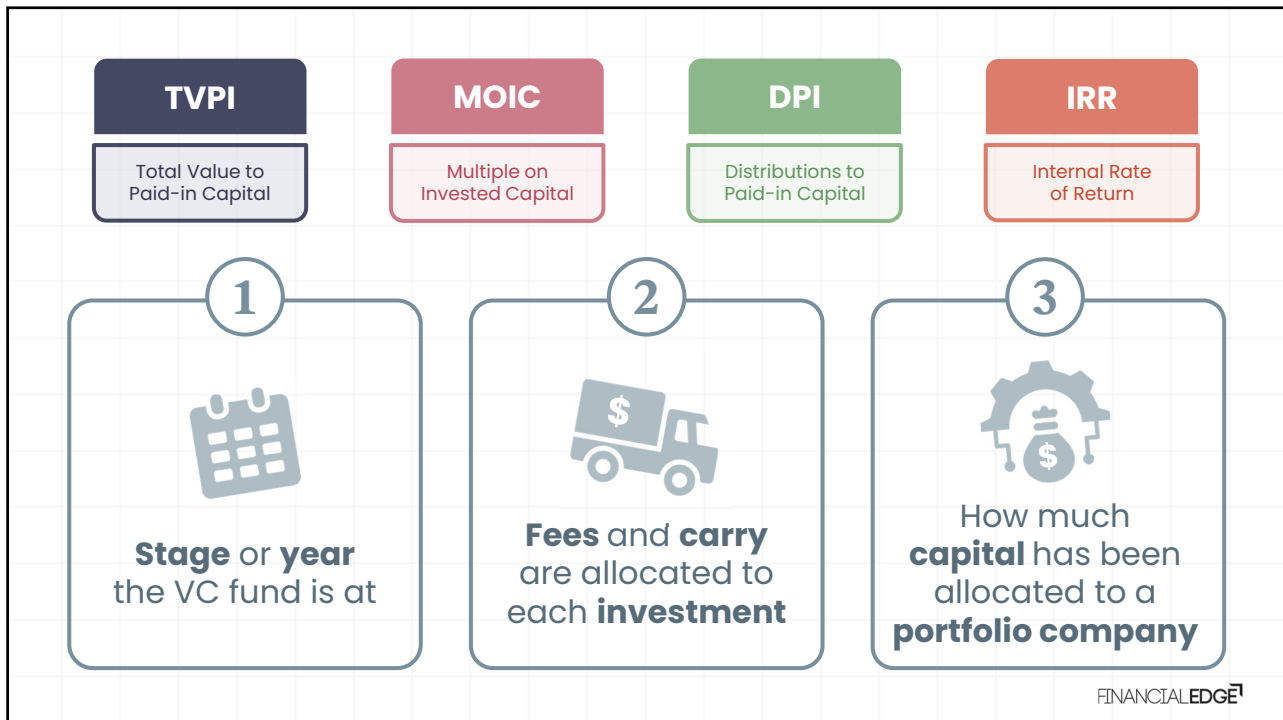 TVPI
Total Value to
Paid-in Capital
MOIC
Multiple on
Invested Capital
DPI
Distributions to
Paid-in Capital
IRR
Internal Rate
of Return
1
$
Stage or year
the VC fund is at
2
Fees and carry
are allocated to
each investment
3
$
How much
capital has been
allocated to a
portfolio company
FINANCIALEDGE